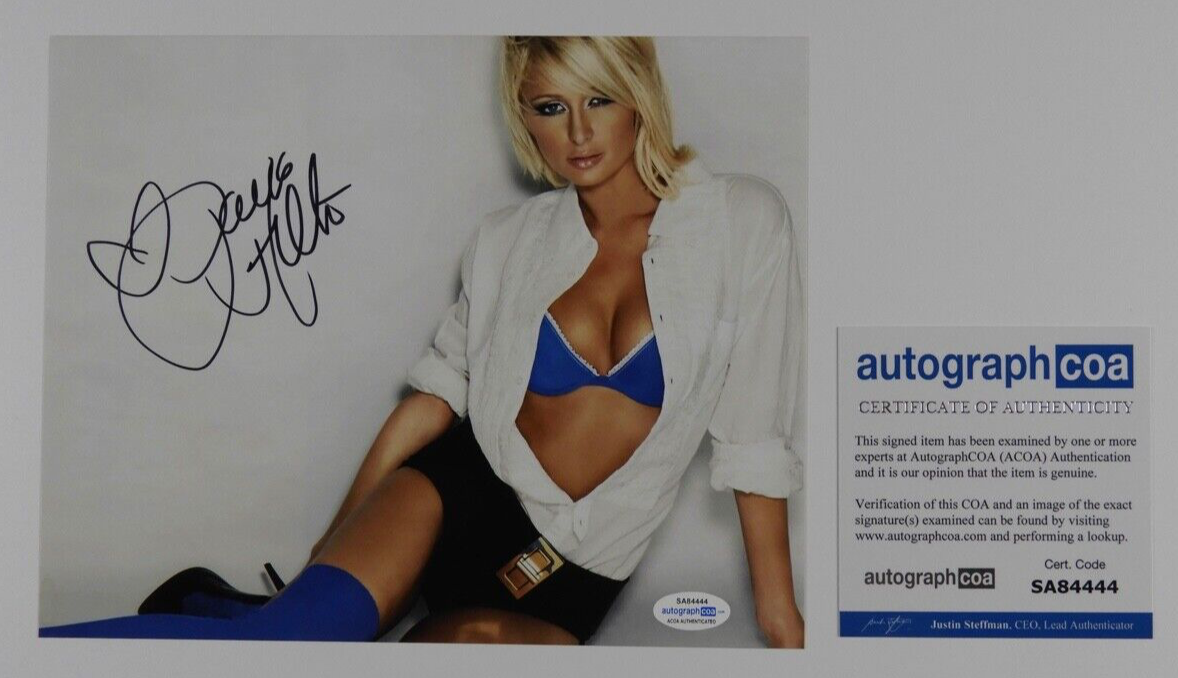 autographcoa
CERTIFICATE OF AUTHENTICITY
This signed item has been examined by one or more
experts at AutographCOA (ACOA) Authentication
and it is our opinion that the item is genuine.
Verification of this COA and an image of the exact
signature(s) examined can be found by visiting
www.autographcoa.com and performing a lookup.
autographcoa
Cert. Code
SA84444
Justin Steffman, CEO, Lead Authenticator
SA84444
autographcoa
ACOA AUTHENTICATED